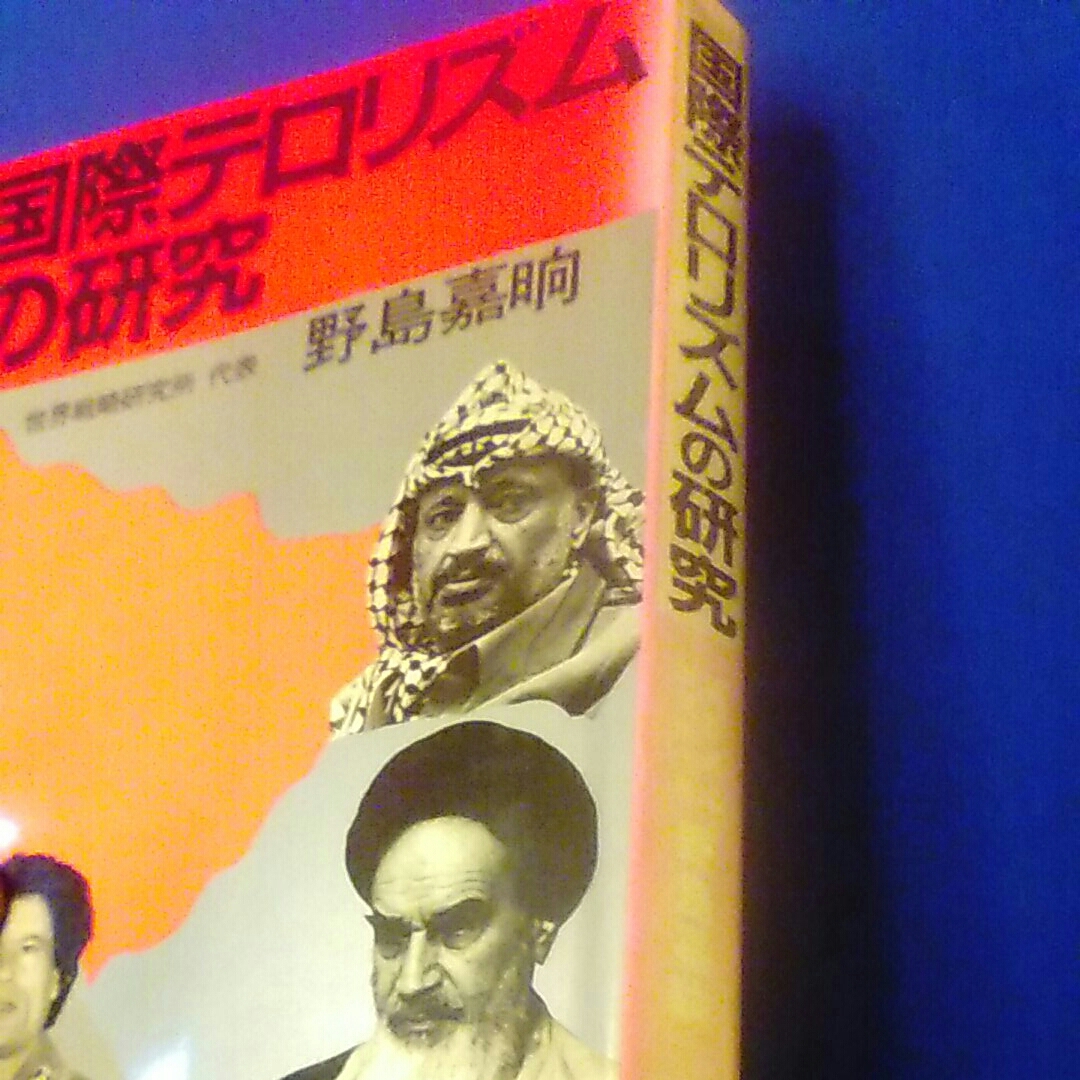 国際テロリズム
の研究
世界戦略研究所 代表
野島嘉晌
国際テロリズムの研究